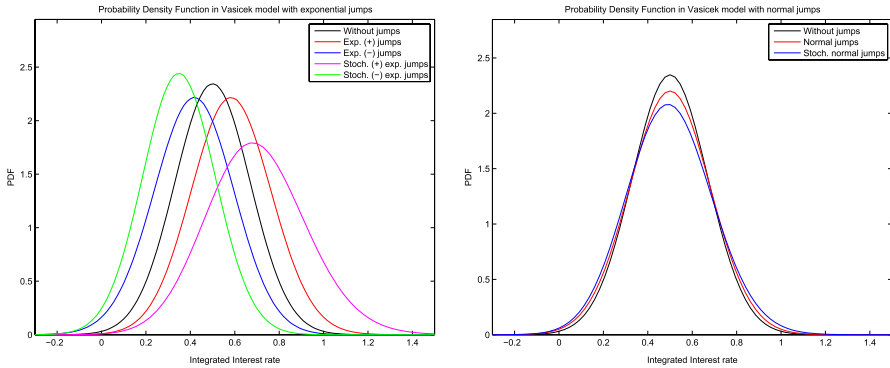 Probability Density Function in Vasicek model with exponential jumps
Without jumps
Exp. (+) jumps
Exp. (−) jumps
Stoch. (+) exp. jumps
Stoch. (−) exp. jumps
PDF
2.5
2
1.5
1
0.5
0
−0.2 0 0.2 0.4 0.6 0.8 1 1.2 1.4
Integrated Interest rate
Probability Density Function in Vasicek model with normal jumps
Without jumps
Normal jumps
Stoch. normal jumps
PDF
2.5
2
1.5
1
0.5
0
−0.2 0 0.2 0.4 0.6 0.8 1 1.2 1.4
Integrated Interest rate